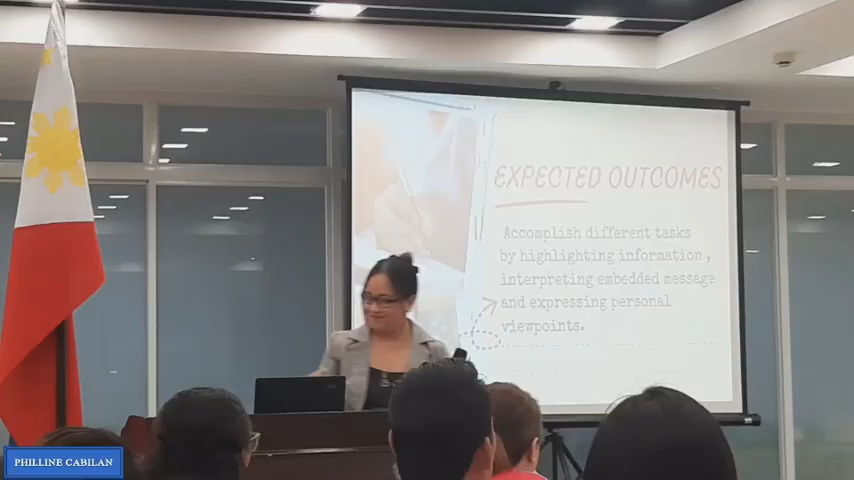 EXPECTED OUTCOMES
Accomplish different tasks
by highlighting information ,
interpreting embedded message
and expressing personal
viewpoints.
PHILLINE CABILAN